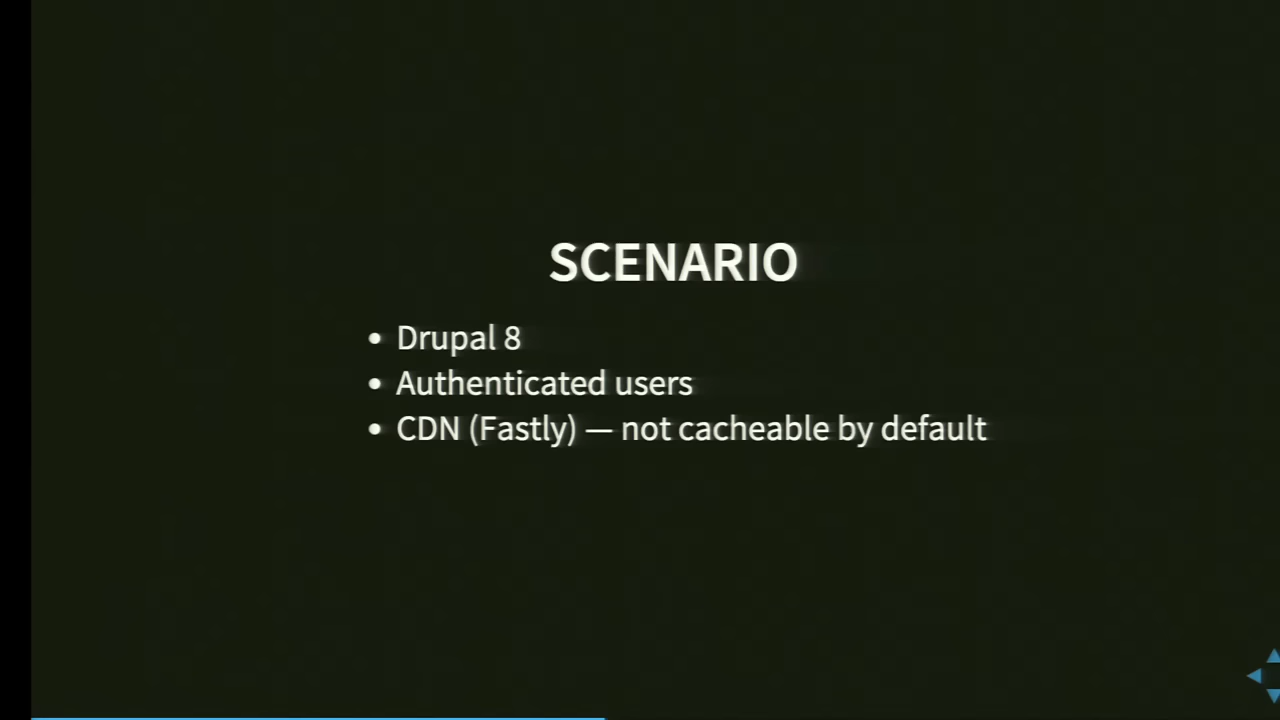 SCENARIO
• Drupal 8
• Authenticated users
• CDN (Fastly) — not cacheable by default